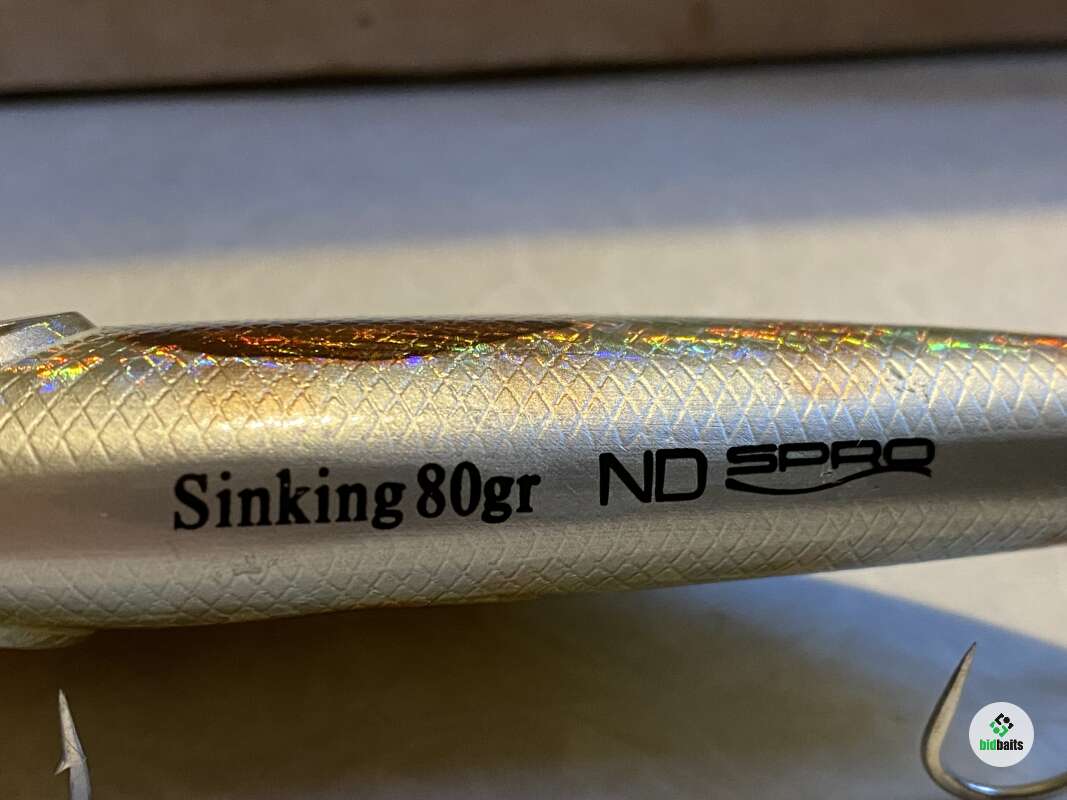 Sinking 80gr ND SPRO
bidbaits